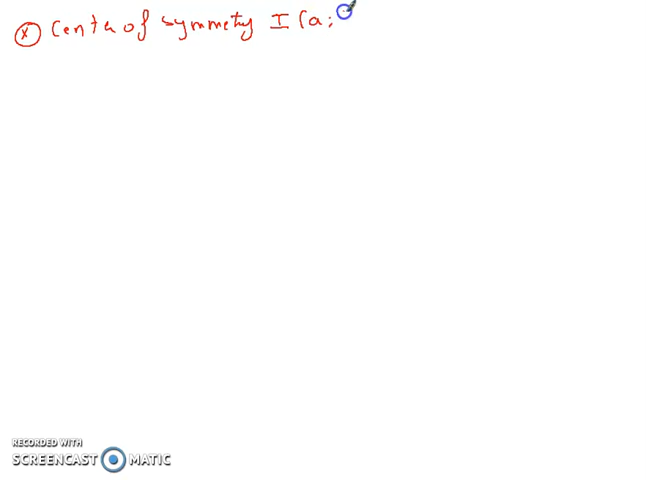 ⓧ Center of symmetry I (a;
RECORDED WITH
SCREENCAST MATIC